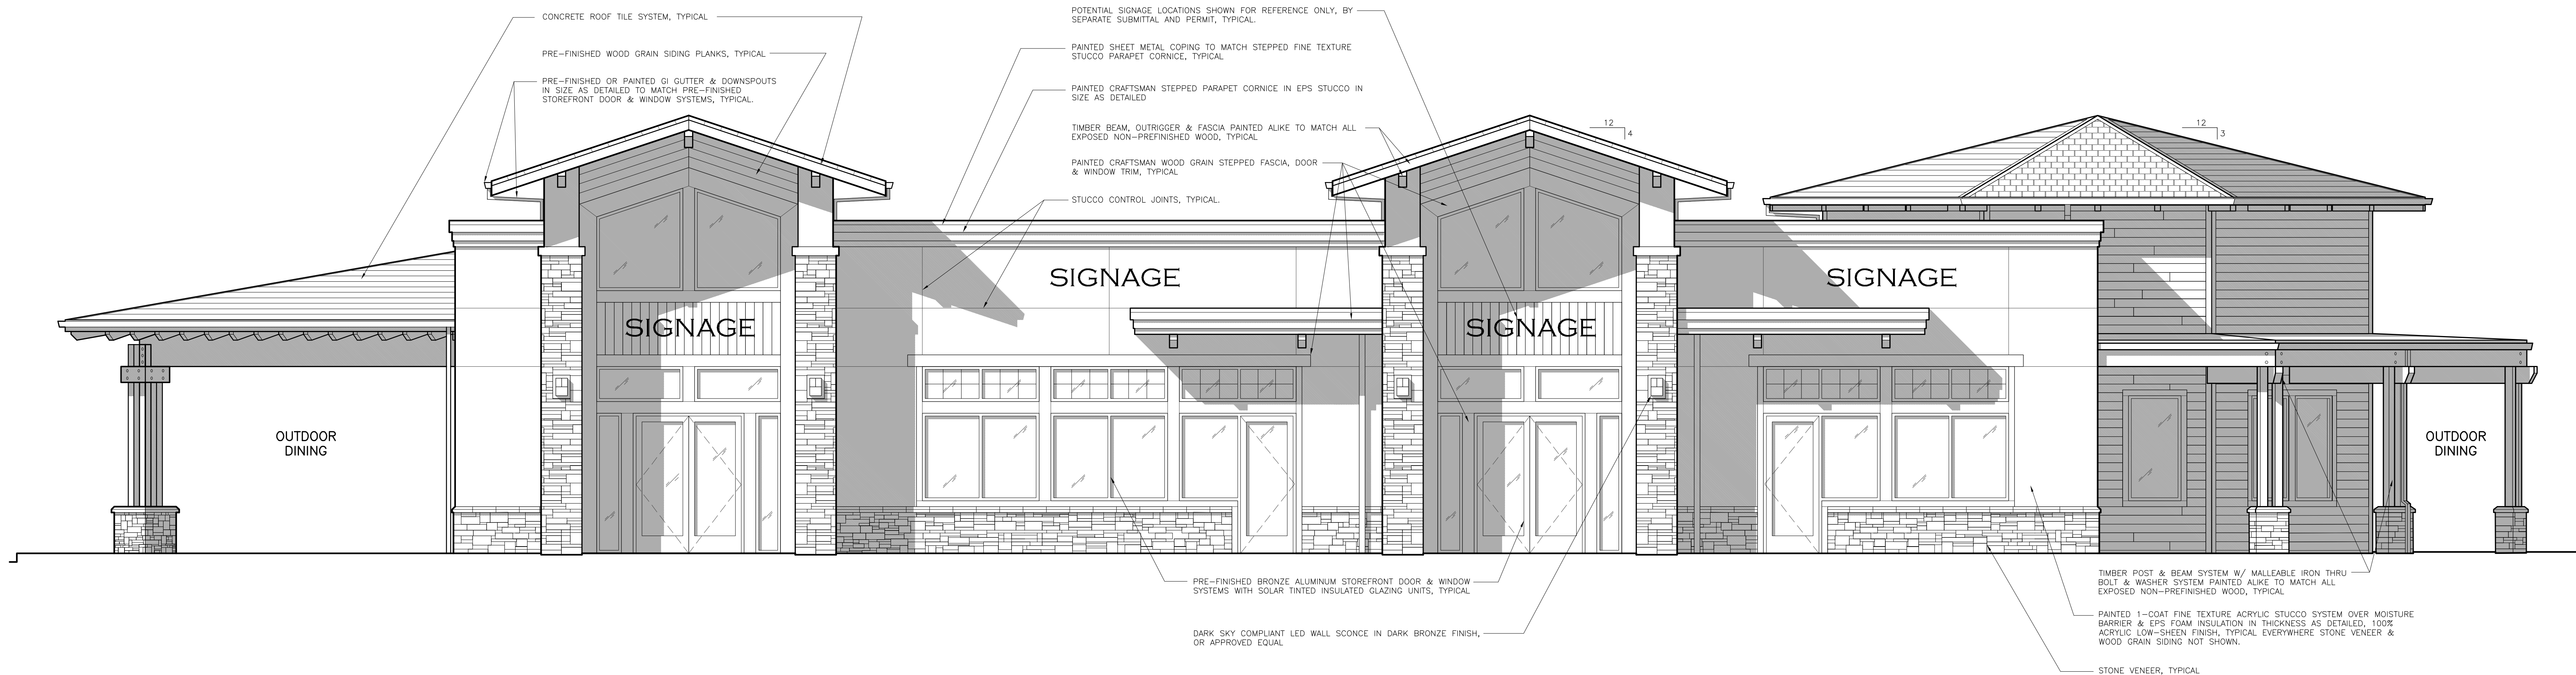 CONCRETE ROOF TILE SYSTEM, TYPICAL
PRE-FINISHED WOOD GRAIN SIDING PLANKS, TYPICAL
PRE-FINISHED OR PAINTED GI GUTTER & DOWNSPOUTS
IN SIZE AS DETAILED TO MATCH PRE-FINISHED
STOREFRONT DOOR & WINDOW SYSTEMS, TYPICAL.
POTENTIAL SIGNAGE LOCATIONS SHOWN FOR REFERENCE ONLY, BY
SEPARATE SUBMITTAL AND PERMIT, TYPICAL.
PAINTED SHEET METAL COPING TO MATCH STEPPED FINE TEXTURE
STUCCO PARAPET CORNICE, TYPICAL
PAINTED CRAFTSMAN STEPPED PARAPET CORNICE IN EPS STUCCO IN
SIZE AS DETAILED
TIMBER BEAM, OUTRIGGER & FASCIA PAINTED ALIKE TO MATCH ALL
EXPOSED NON-PREFINISHED WOOD, TYPICAL
PAINTED CRAFTSMAN WOOD GRAIN STEPPED FASCIA, DOOR
& WINDOW TRIM, TYPICAL
STUCCO CONTROL JOINTS, TYPICAL.
12
4
12
3
SIGNAGE
SIGNAGE
SIGNAGE
SIGNAGE
OUTDOOR
DINING
OUTDOOR
DINING
PRE-FINISHED BRONZE ALUMINUM STOREFRONT DOOR & WINDOW
SYSTEMS WITH SOLAR TINTED INSULATED GLAZING UNITS, TYPICAL
DARK SKY COMPLIANT LED WALL SCONCE IN DARK BRONZE FINISH,
OR APPROVED EQUAL
TIMBER POST & BEAM SYSTEM W/ MALLEABLE IRON THRU
BOLT & WASHER SYSTEM PAINTED ALIKE TO MATCH ALL
EXPOSED NON-PREFINISHED WOOD, TYPICAL
PAINTED 1-COAT FINE TEXTURE ACRYLIC STUCCO SYSTEM OVER MOISTURE
BARRIER & EPS FOAM INSULATION IN THICKNESS AS DETAILED, 100%
ACRYLIC LOW-SHEEN FINISH, TYPICAL EVERYWHERE STONE VENEER &
WOOD GRAIN SIDING NOT SHOWN.
STONE VENEER, TYPICAL